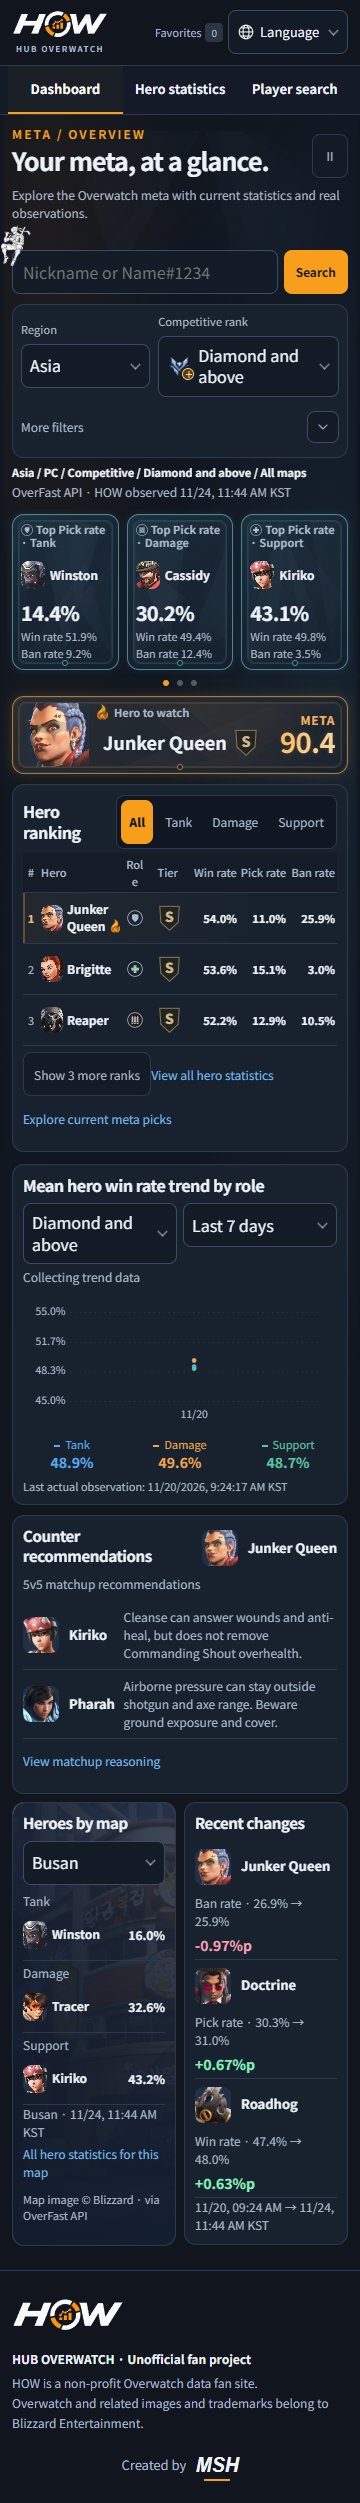 HOW
HUB OVERWATCH
Favorites 0
Language
Dashboard Hero statistics Player search
META / OVERVIEW
Your meta, at a glance.
Explore the Overwatch meta with current statistics and real
observations.
Nickname or Name#1234
Search
Region
Asia
Competitive rank
Diamond and
above
More filters
Asia / PC / Competitive / Diamond and above / All maps
OverFast API · HOW observed 11/24, 11:44 AM KST
Top Pick rate
· Tank
Winston
14.4%
Win rate 51.9%
Ban rate 9.2%
Top Pick rate
· Damage
Cassidy
30.2%
Win rate 49.4%
Ban rate 12.4%
Top Pick rate
· Support
Kiriko
43.1%
Win rate 49.8%
Ban rate 3.5%
Hero to watch
Junker Queen S
META
90.4
Hero
ranking
All Tank Damage Support
# Hero Rol
e Tier Win rate Pick rate Ban rate
1 Junker
Queen S 54.0% 11.0% 25.9%
2 Brigitte S 53.6% 15.1% 3.0%
3 Reaper S 52.2% 12.9% 10.5%
Show 3 more ranks View all hero statistics
Explore current meta picks
Mean hero win rate trend by role
Diamond and
above
Last 7 days
Collecting trend data
55.0%
51.7%
48.3%
45.0%
11/20
Tank Damage Support
48.9% 49.6% 48.7%
Last actual observation: 11/20/2026, 9:24:17 AM KST
Counter
recommendations
Junker Queen
5v5 matchup recommendations
Kiriko
Cleanse can answer wounds and anti-
heal, but does not remove
Commanding Shout overhealth.
Pharah
Airborne pressure can stay outside
shotgun and axe range. Beware
ground exposure and cover.
View matchup reasoning
Heroes by map
Busan
Tank
Winston 16.0%
Damage
Tracer 32.6%
Support
Kiriko 43.2%
Busan · 11/24, 11:44 AM
KST
All hero statistics for this
map
Map image © Blizzard · via
OverFast API
Recent changes
Junker Queen
Ban rate · 26.9% →
25.9%
-0.97%p
Doctrine
Pick rate · 30.3% →
31.0%
+0.67%p
Roadhog
Win rate · 47.4% →
48.0%
+0.63%p
11/20, 09:24 AM → 11/24,
11:44 AM KST
HOW
HUB OVERWATCH · Unofficial fan project
HOW is a non-profit Overwatch data fan site.
Overwatch and related images and trademarks belong to
Blizzard Entertainment.
Created by MSH